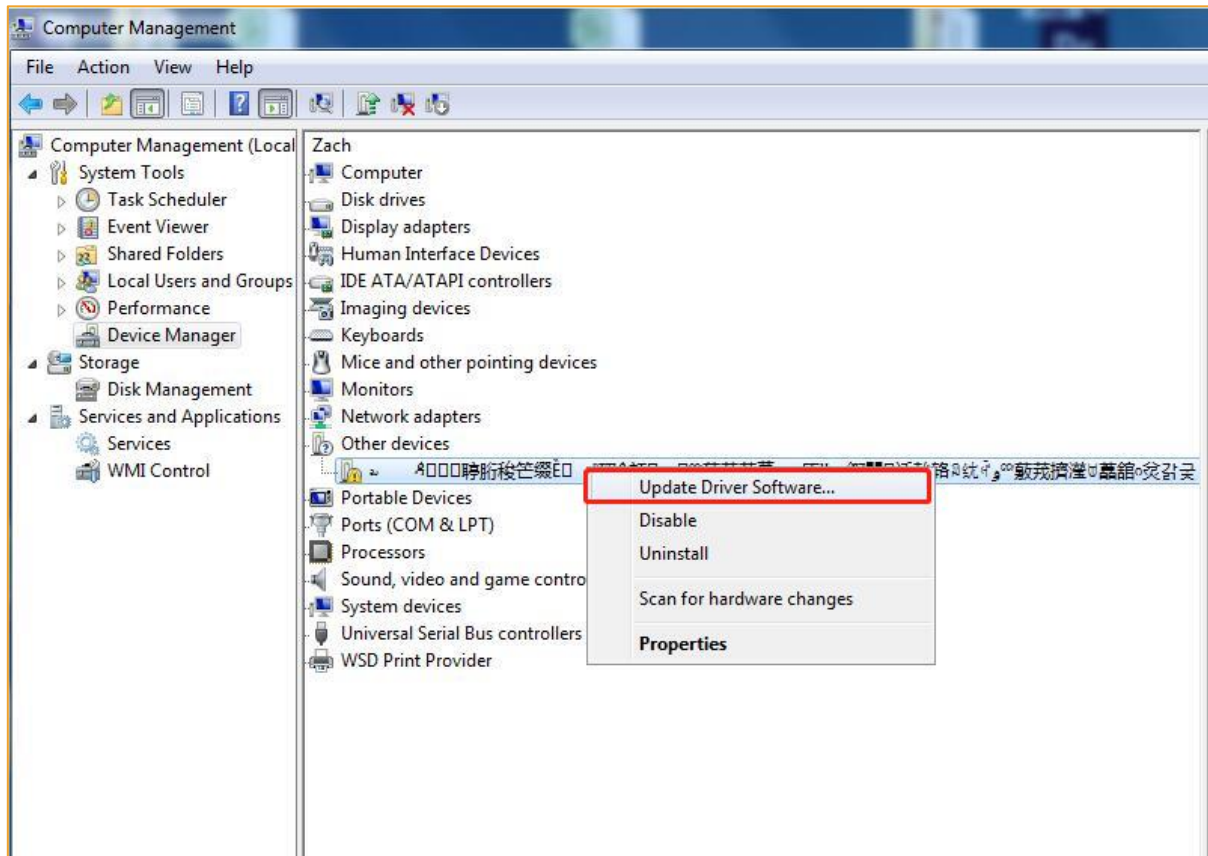 Computer Management
File Action View Help
Computer Management (Local
System Tools
Task Scheduler
Event Viewer
Shared Folders
Local Users and Groups
Performance
Device Manager
Storage
Disk Management
Services and Applications
Services
WMI Control
Zach
Computer
Disk drives
Display adapters
Human Interface Devices
IDE ATA/ATAPI controllers
Imaging devices
Keyboards
Mice and other pointing devices
Monitors
Network adapters
Other devices
Portable Devices
Ports (COM & LPT)
Processors
Sound, video and game contro
System devices
Universal Serial Bus controllers
WSD Print Provider
Update Driver Software...
Disable
Uninstall
Scan for hardware changes
Properties